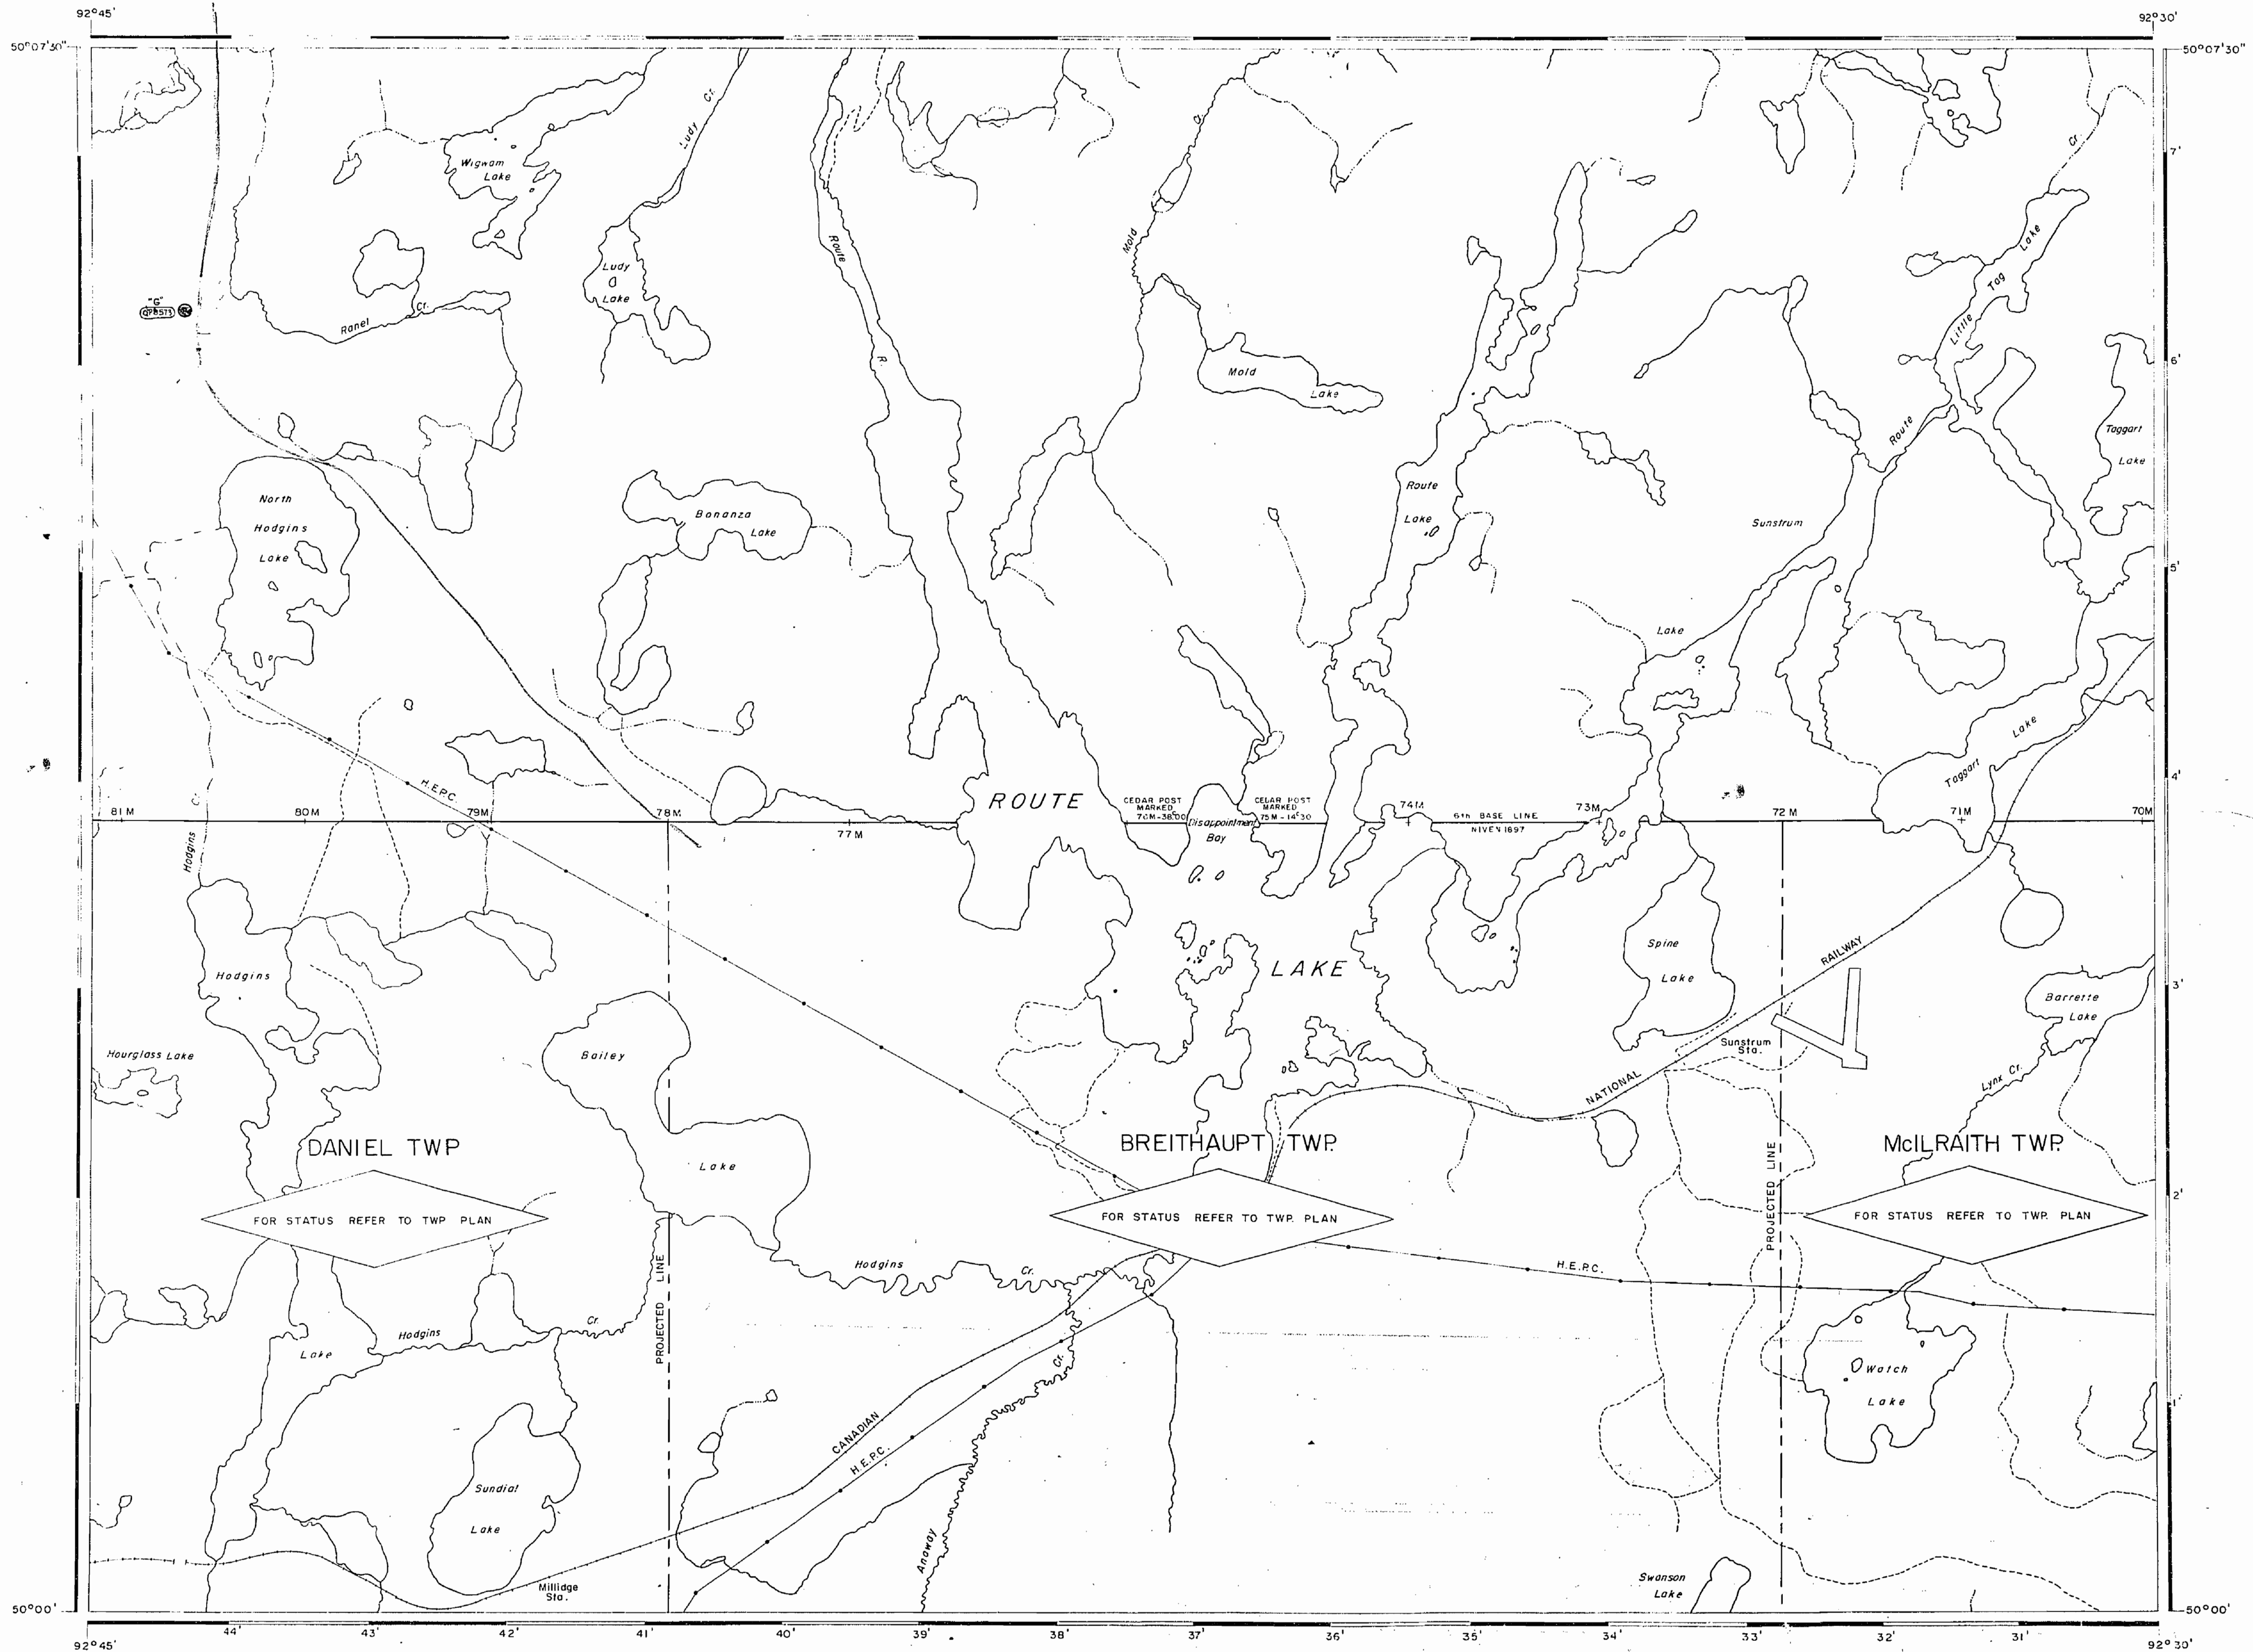 92°45'
92°30'
50°07'30"
50°07'30"
Cr.
Ludy
Cr.
Cr.
7'
Wigwam
Lake
Route
Mold
Lake
Ludy
Lake
Tag
"G"
Ranel
Cr.
Little
R.
6'
Mold
Lake
Route
Taggart
Lake
North
Hodgins
Lake
Bonanza
Lake
Route
Lake
Sunstrum
5'
Lake
Lake
Taggart
4'
H.E.P.C.
Cr.
ROUTE
CEDAR POST
MARKED
CEDAR POST
MARKED
75M-14°30
81M
80M
79M
78M
77M
Disappointment
Bay
74M
6th BASE LINE
NIVEN 1897
73M
72M
71M
70M
Hodgins
Spine
Lake
RAILWAY
LAKE
Hodgins
3'
Barrette
Lake
Hourglass Lake
Bailey
Sunstrum
Sta.
Lynx Cr.
NATIONAL
DANIEL TWP
BREITHAUPT TWP.
McILRAITH TWP.
Lake
PROJECTED LINE
2'
FOR STATUS REFER TO TWP PLAN
FOR STATUS REFER TO TWP. PLAN
FOR STATUS REFER TO TWP. PLAN
Hodgins
Cr.
H.E.P.C.
PROJECTED LINE
Cr.
Hodgins
Lake
Cr.
Watch
Lake
1'
CANADIAN
H.E.P.C.
Sundial
Lake
Anaway
Millidge
Sta.
Swanson
Lake
50°00'
50°00'
44'
43'
42'
41'
40'
39'
38'
37'
36'
35'
34'
33'
32'
31'
92°45'
92°30'